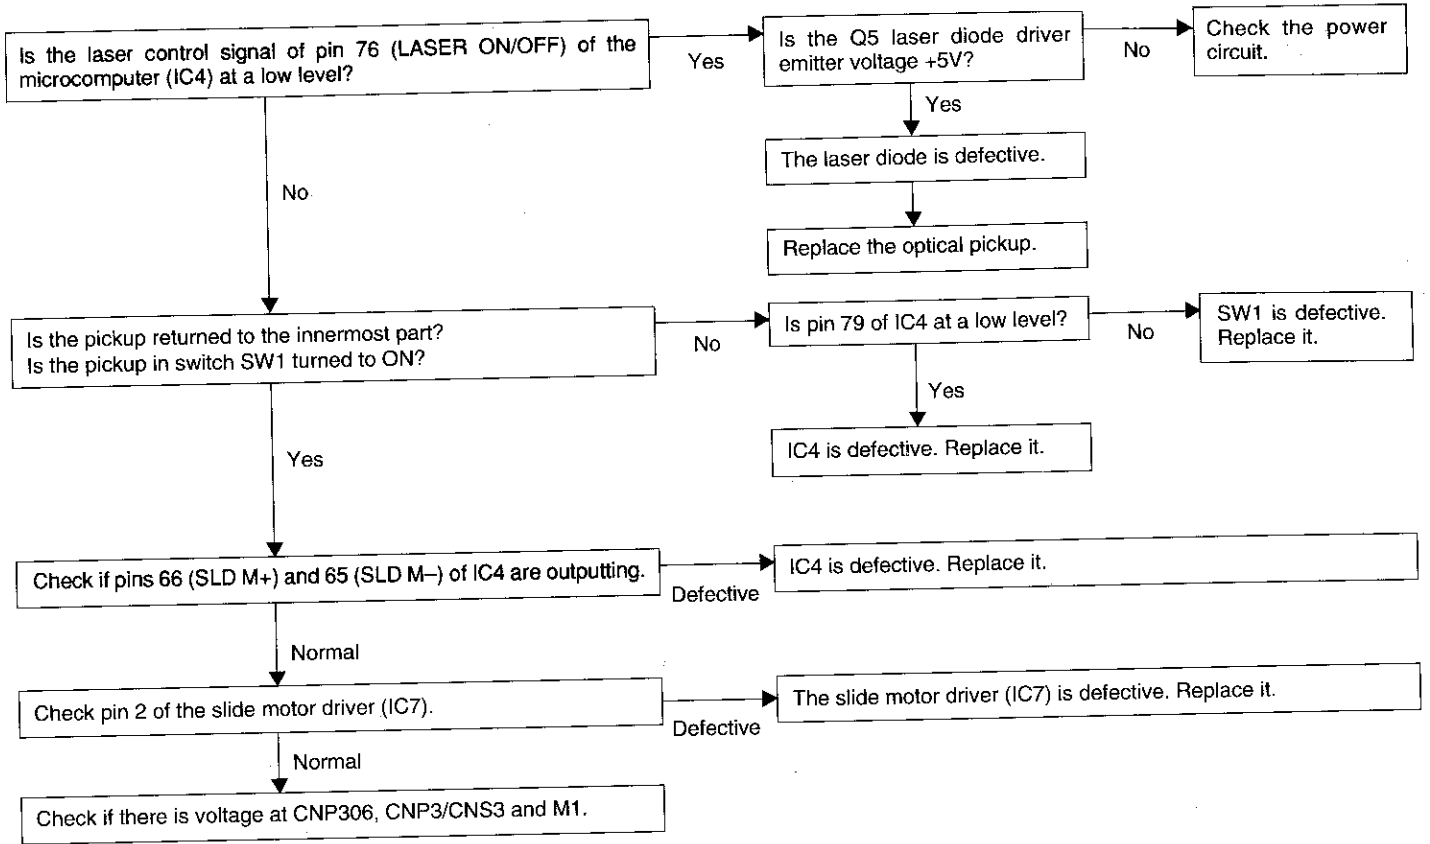 Is the laser control signal of pin 76 (LASER ON/OFF) of the
microcomputer (IC4) at a low level?
Yes
Is the Q5 laser diode driver
emitter voltage +5V?
No
Check the power
circuit.
Yes
The laser diode is defective.
Replace the optical pickup.
No
Is the pickup returned to the innermost part?
Is the pickup in switch SW1 turned to ON?
No
Is pin 79 of IC4 at a low level?
No
SW1 is defective.
Replace it.
Yes
IC4 is defective. Replace it.
Yes
Check if pins 66 (SLD M+) and 65 (SLD M–) of IC4 are outputting.
Defective
IC4 is defective. Replace it.
Normal
Check pin 2 of the slide motor driver (IC7).
Defective
The slide motor driver (IC7) is defective. Replace it.
Normal
Check if there is voltage at CNP306, CNP3/CNS3 and M1.